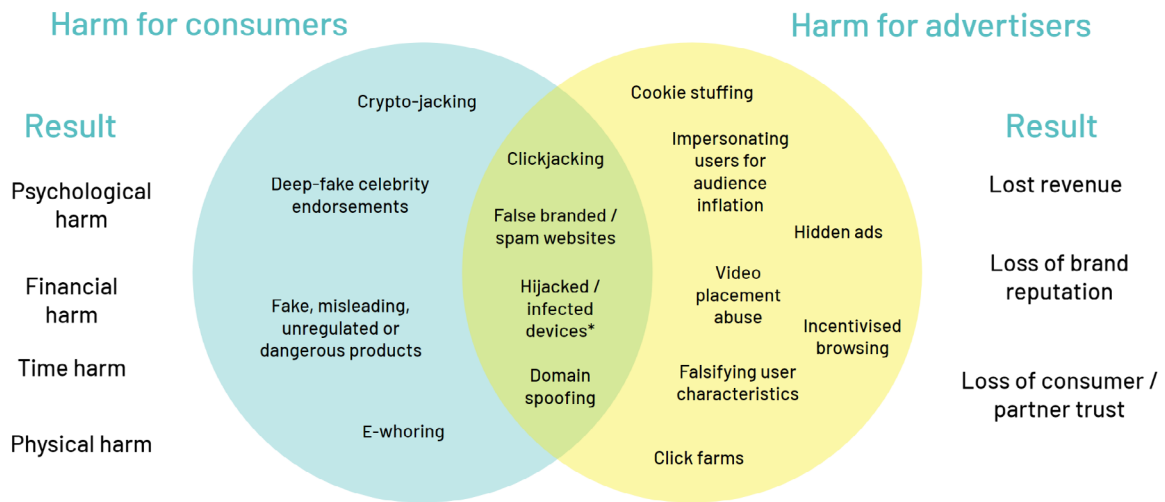 Harm for consumers
Harm for advertisers
Result
Psychological
harm
Financial
harm
Time harm
Physical harm
Crypto-jacking
Deep-fake celebrity
endorsements
Fake, misleading,
unregulated or
dangerous products
E-whoring
Clickjacking
False branded /
spam websites
Hijacked /
infected
devices*
Domain
spoofing
Cookie stuffing
Impersonating
users for
audience
inflation
Hidden ads
Video
placement
abuse
Incentivised
browsing
Falsifying user
characteristics
Click farms
Result
Lost revenue
Loss of brand
reputation
Loss of consumer /
partner trust